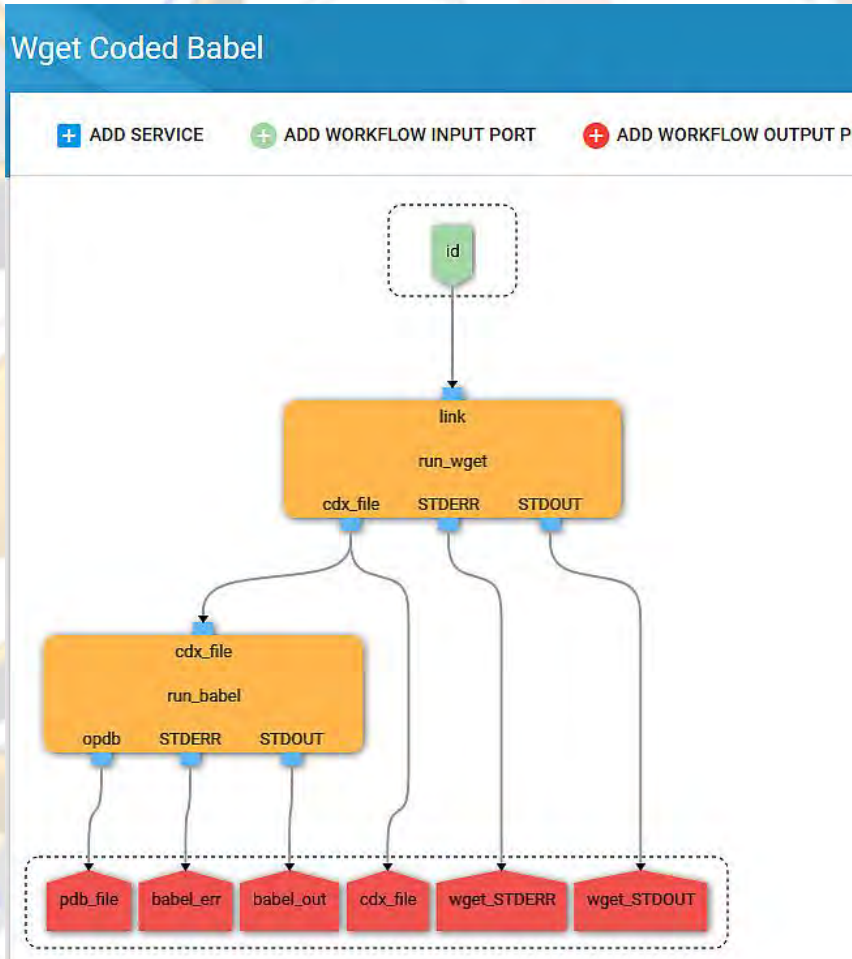 Wget Coded Babel
ADD SERVICE ADD WORKFLOW INPUT PORT ADD WORKFLOW OUTPUT P
id
link
run_wget
cdx_file STDERR STDOUT
cdx_file
run_babel
opdb STDERR STDOUT
pdb_file babel_err babel_out cdx_file wget_STDERR wget_STDOUT